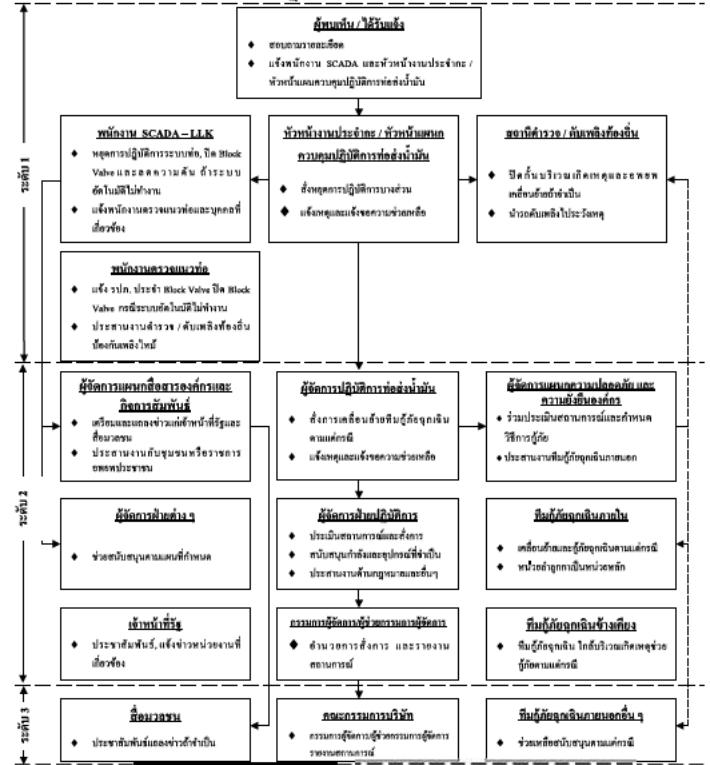 ผู้พบเห็น / ได้รับแจ้ง
♦ สอบถามรายละเอียด
♦ แจ้งพนักงาน SCADA และหัวหน้างานประจำกะ /
หัวหน้าแผนควบคุมปฏิบัติการท่อส่งน้ำมัน
ระดับ 1
พนักงาน SCADA – LLK
♦ หยุดการปฏิบัติการระบบท่อ, ปิด Block
Valve และลดความดัน ถ้าระบบ
อัตโนมัติไม่ทำงาน
♦ แจ้งพนักงานตรวจแนวท่อและบุคคลที่
เกี่ยวข้อง
หัวหน้างานประจำกะ / หัวหน้าแผนก
ควบคุมปฏิบัติการท่อส่งน้ำมัน
♦ สั่งหยุดการปฏิบัติการบางส่วน
♦ แจ้งเหตุและแจ้งขอความช่วยเหลือ
สถานีตำรวจ / ดับเพลิงท้องถิ่น
♦ ปิดกั้นบริเวณเกิดเหตุและอพยพ
เคลื่อนย้ายถ้าจำเป็น
♦ นำรถดับเพลิงไประวังเหตุ
พนักงานตรวจแนวท่อ
♦ แจ้ง รปภ. ประจำ Block Valve ปิด Block
Valve กรณีระบบอัตโนมัติไม่ทำงาน
♦ ประสานงานตำรวจ / ดับเพลิงท้องถิ่น
ป้องกันเพลิงไหม้
ระดับ 2
ผู้จัดการแผนกสื่อสารองค์กรและ
กิจการสัมพันธ์
♦ เตรียมและแถลงข่าวแก่เจ้าหน้าที่รัฐและ
สื่อมวลชน
♦ ประสานงานกับชุมชนหรือราชการ
อพยพประชาชน
ผู้จัดการปฏิบัติการท่อส่งน้ำมัน
♦ สั่งการเคลื่อนย้ายทีมกู้ภัยฉุกเฉิน
ตามแต่กรณี
♦ แจ้งเหตุและแจ้งขอความช่วยเหลือ
ผู้จัดการแผนกความปลอดภัย และ
ความยั่งยืนองค์กร
♦ ร่วมประเมินสถานการณ์และกำหนด
วิธีการกู้ภัย
♦ ประสานงานทีมกู้ภัยฉุกเฉินภายนอก
ผู้จัดการฝ่ายต่าง ๆ
♦ ช่วยสนับสนุนตามแผนที่กำหนด
ผู้จัดการฝ่ายปฏิบัติการ
♦ ประเมินสถานการณ์และสั่งการ
♦ สนับสนุนกำลังและอุปกรณ์ที่จำเป็น
♦ ประสานงานด้านกฎหมายและอื่นๆ
ทีมกู้ภัยฉุกเฉินภายใน
♦ เคลื่อนย้ายและกู้ภัยฉุกเฉินตามแต่กรณี
♦ หน่วยลำลูกกาเป็นหน่วยหลัก
เจ้าหน้าที่รัฐ
♦ ประชาสัมพันธ์, แจ้งข่าวหน่วยงานที่
เกี่ยวข้อง
กรรมการผู้จัดการ/ผู้ช่วยกรรมการผู้จัดการ
♦ อำนวยการสั่งการ และรายงาน
สถานการณ์
ทีมกู้ภัยฉุกเฉินข้างเคียง
♦ ทีมกู้ภัยฉุกเฉิน ใกล้บริเวณเกิดเหตุช่วย
กู้ภัยตามแต่กรณี
ระดับ 3
สื่อมวลชน
♦ ประชาสัมพันธ์แถลงข่าวถ้าจำเป็น
คณะกรรมการบริษัท
♦ กรรมการผู้จัดการ/ผู้ช่วยกรรมการผู้จัดการ
รายงานสถานการณ์
ทีมกู้ภัยฉุกเฉินภายนอกอื่น ๆ
♦ ช่วยเหลือสนับสนุนตามแต่กรณี